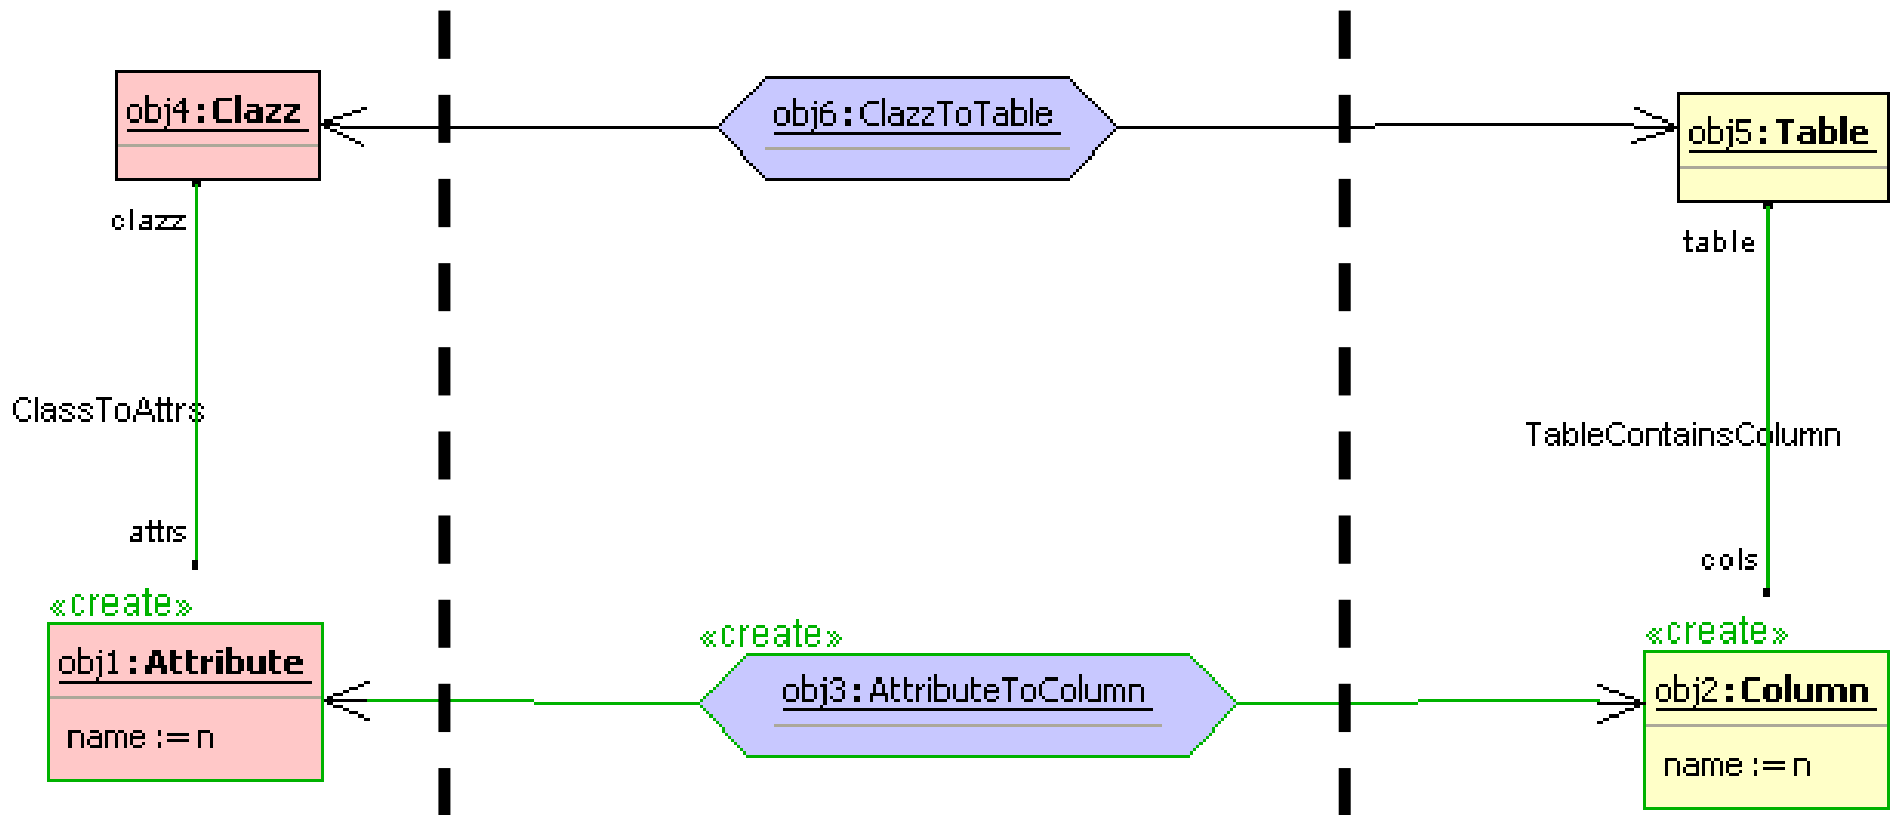 obj4:Clazz
obj6:ClazzToTable
obj5:Table
clazz
table
ClassToAttrs
TableContainsColumn
attrs
cols
«create»
«create»
«create»
obj1:Attribute
obj3:AttributeToColumn
obj2:Column
name := n
name := n